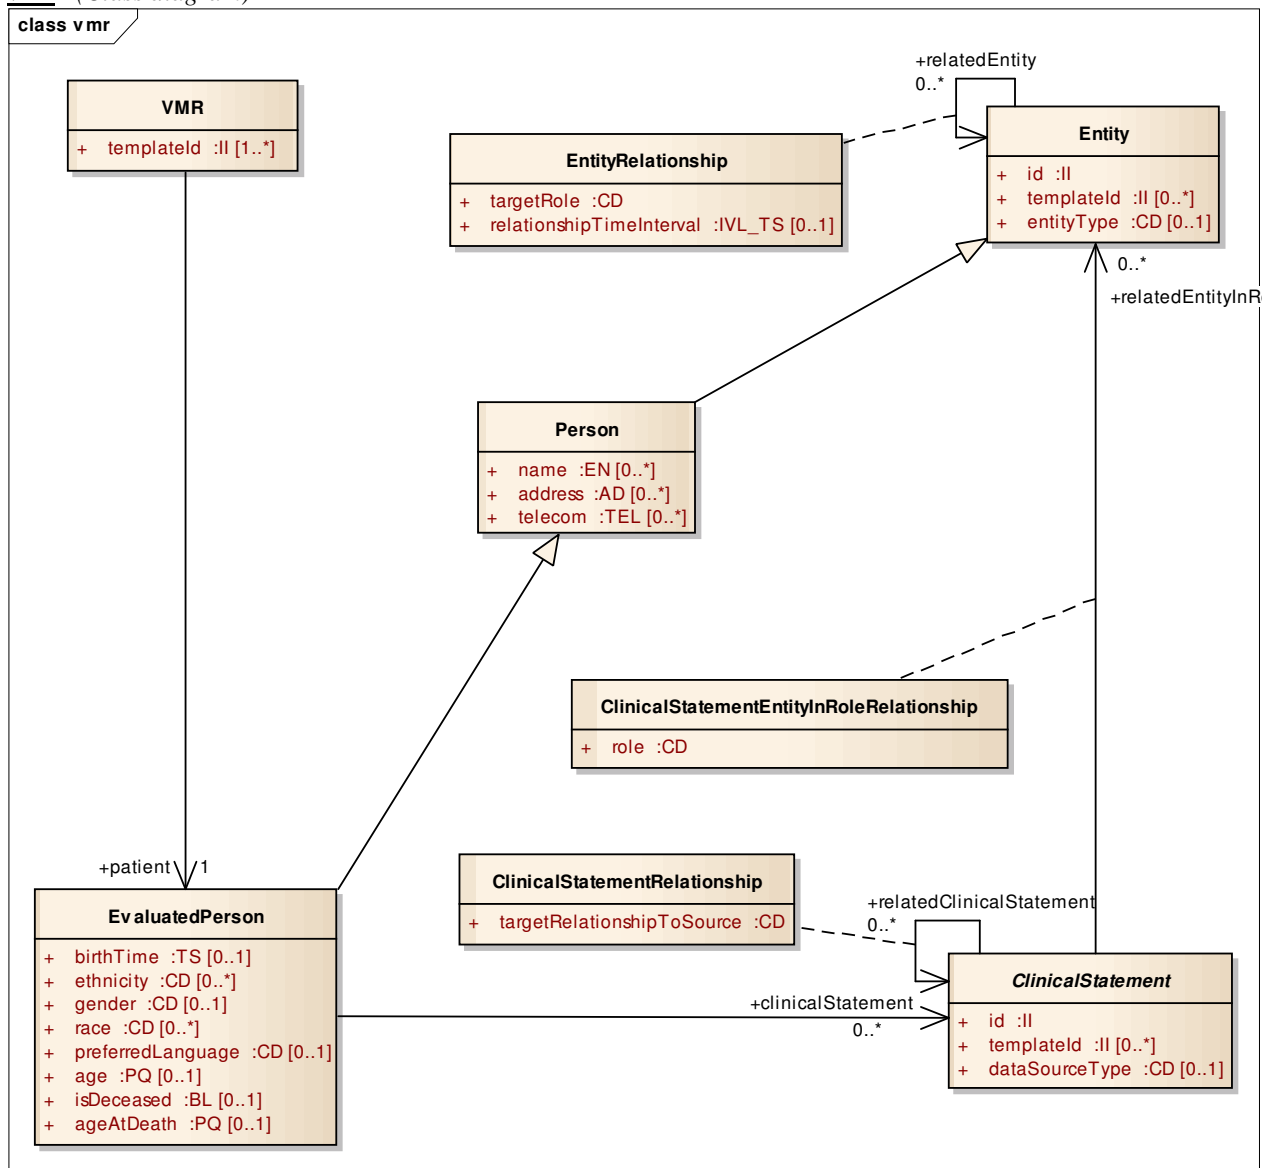 class vmr
+relatedEntity
0..*
VMR
+ templateId :II [1..*]
EntityRelationship
+ targetRole :CD
+ relationshipTimeInterval :IVL_TS [0..1]
Entity
+ id :II
+ templateId :II [0..*]
+ entityType :CD [0..1]
0..*
+relatedEntityInR
Person
+ name :EN [0..*]
+ address :AD [0..*]
+ telecom :TEL [0..*]
ClinicalStatementEntityInRoleRelationship
+ role :CD
+patient 1
ClinicalStatementRelationship
+ targetRelationshipToSource :CD
+relatedClinicalStatement
0..*
EvaluatedPerson
+ birthTime :TS [0..1]
+ ethnicity :CD [0..*]
+ gender :CD [0..1]
+ race :CD [0..*]
+ preferredLanguage :CD [0..1]
+ age :PQ [0..1]
+ isDeceased :BL [0..1]
+ ageAtDeath :PQ [0..1]
+clinicalStatement
0..*
ClinicalStatement
+ id :II
+ templateId :II [0..*]
+ dataSourceType :CD [0..1]